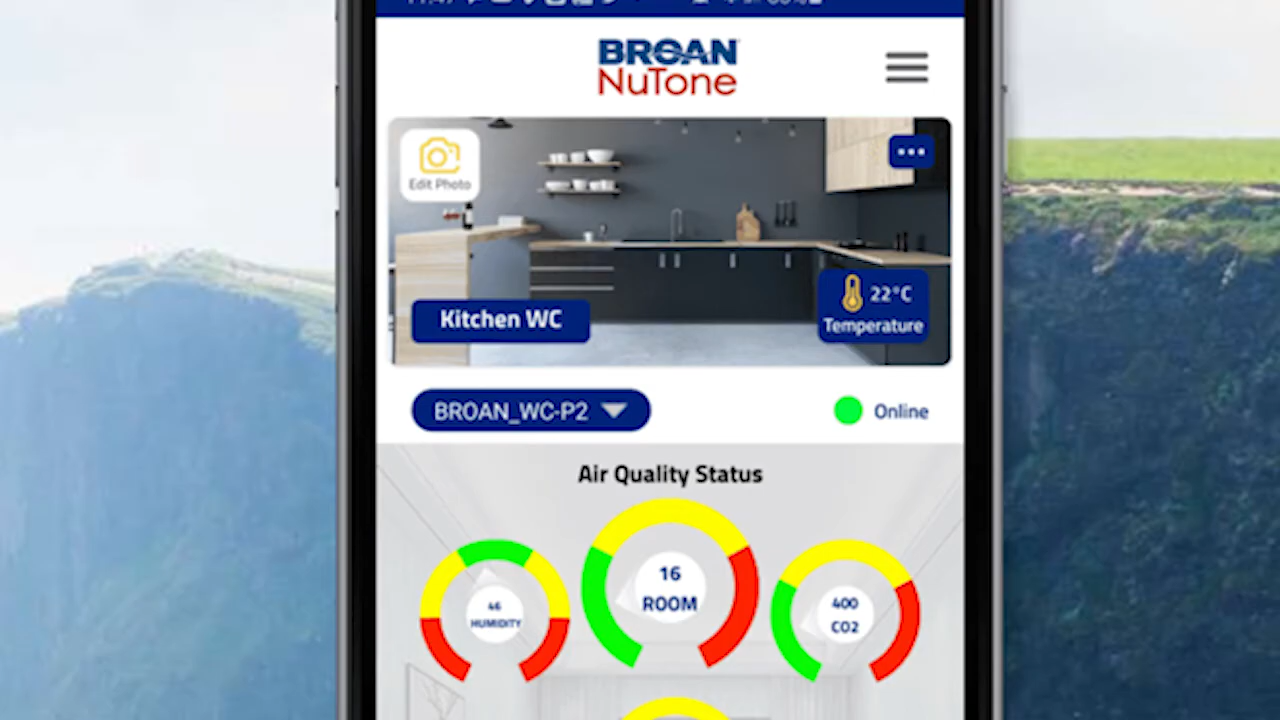 BROAN
NuTone
Edit Photo
22°C
Temperature
Kitchen WC
BROAN_WC-P2
Online
Air Quality Status
46
HUMIDITY
16
ROOM
400
CO2